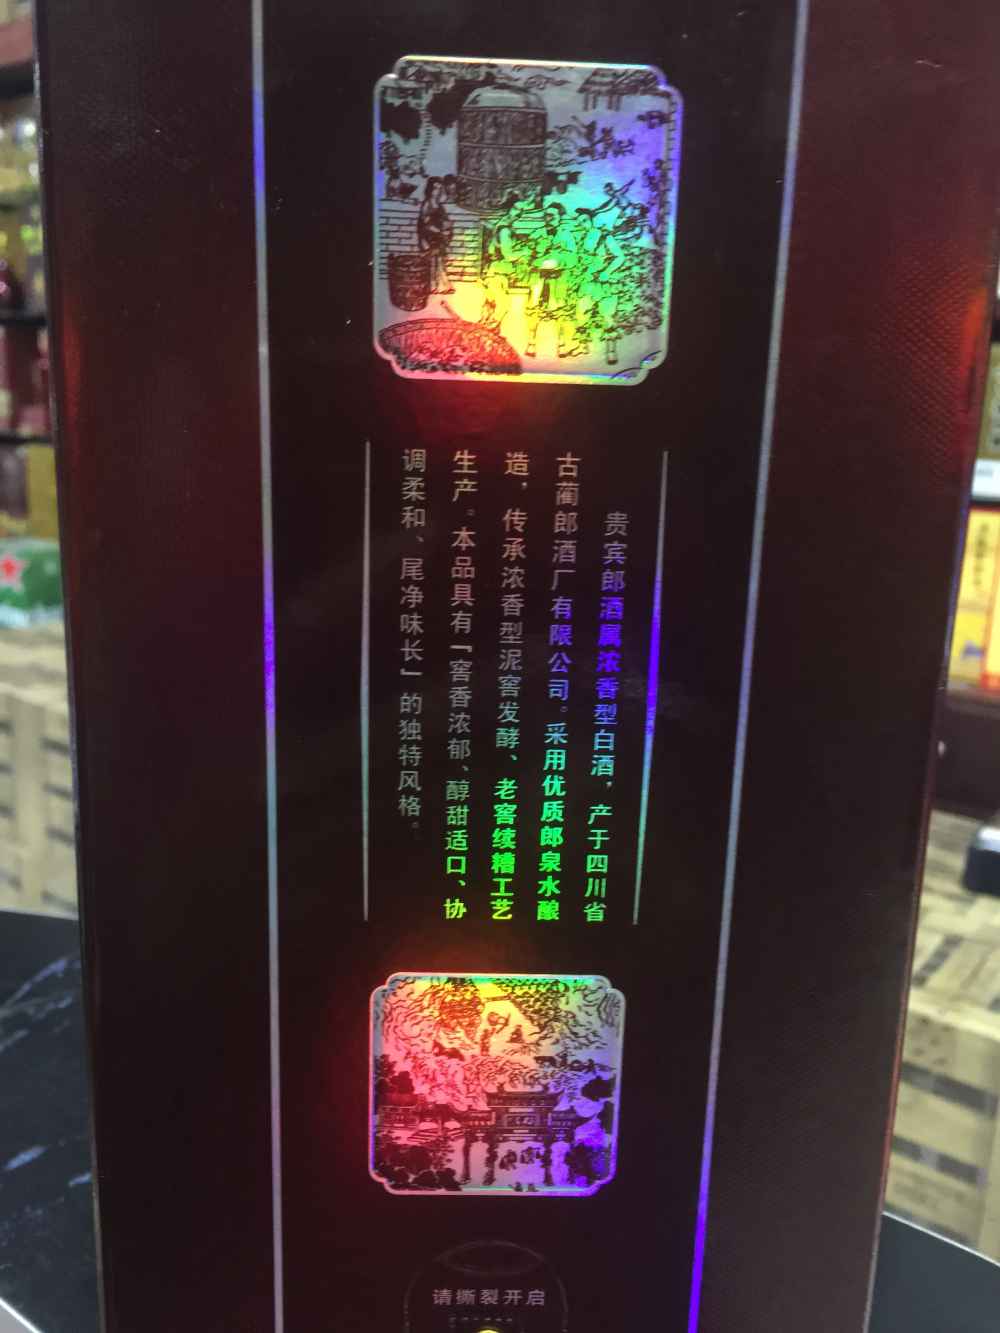 贵宾郎酒属浓香型白酒，产于四川省
古蔺郎酒厂有限公司。采用优质郎泉水酿
造，传承浓香型泥窖发酵、老窖续糟工艺
生产。本品具有「窖香浓郁、醇甜适口、协
调柔和、尾净味长」的独特风格。
请撕裂开启